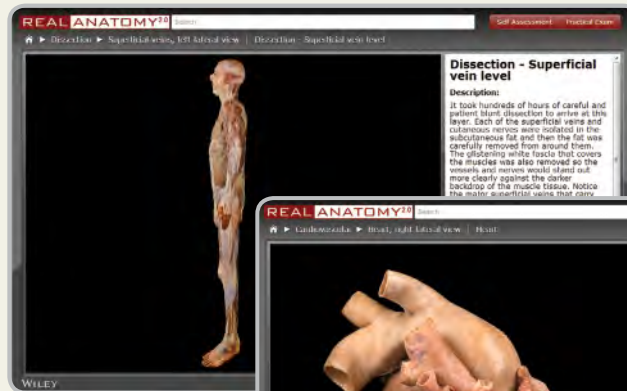 REAL ANATOMY 2.0 Search
Self Assessment Practical Exam
Dissection ▶ Superficial veins, left lateral view | Dissection - Superficial vein level
Dissection - Superficial
vein level
Description:
It took hundreds of hours of careful and
patient blunt dissection to arrive at this
layer. Each of the superficial veins and
cutaneous nerves were isolated in the
subcutaneous fat and then the fat was
carefully removed from around them.
The glistening white fascia that covers
the muscles was also removed so the
vessels and nerves would stand out
more clearly against the darker
backdrop of the muscle tissue. Notice
the major superficial veins that carry
REAL ANATOMY 2.0 Search
Cardiovascular ▶ Heart, right lateral view | Heart
WILEY